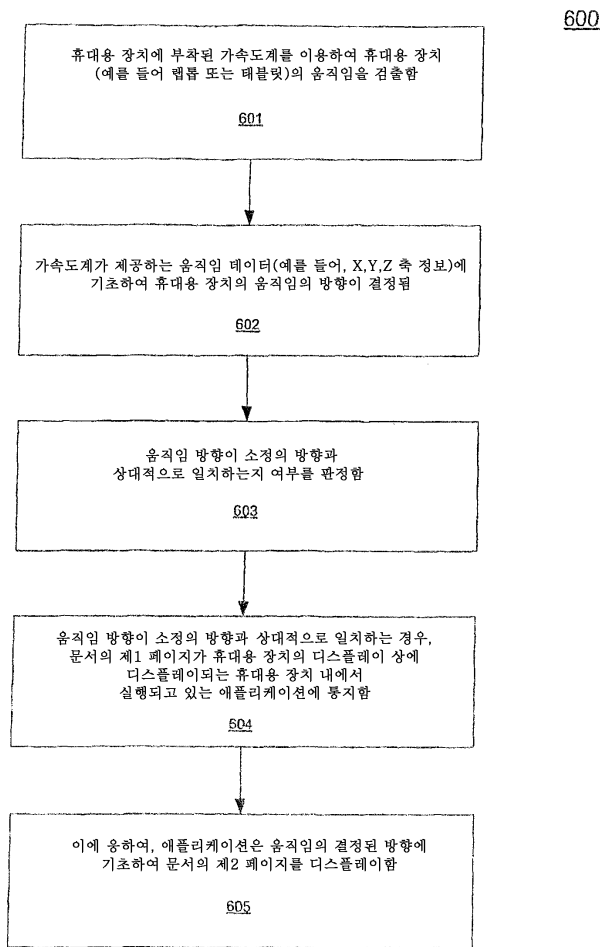 600
휴대용 장치에 부착된 가속도계를 이용하여 휴대용 장치
(예를 들어 랩톱 또는 태블릿)의 움직임을 검출함
601
가속도계가 제공하는 움직임 데이터(예를 들어, X,Y,Z 축 정보)에
기초하여 휴대용 장치의 움직임의 방향이 결정됨
602
움직임 방향이 소정의 방향과
상대적으로 일치하는지 여부를 판정함
603
움직임 방향이 소정의 방향과 상대적으로 일치하는 경우,
문서의 제1 페이지가 휴대용 장치의 디스플레이 상에
디스플레이되는 휴대용 장치 내에서
실행되고 있는 애플리케이션에 통지함
604
이에 응하여, 애플리케이션은 움직임의 결정된 방향에
기초하여 문서의 제2 페이지를 디스플레이함
605